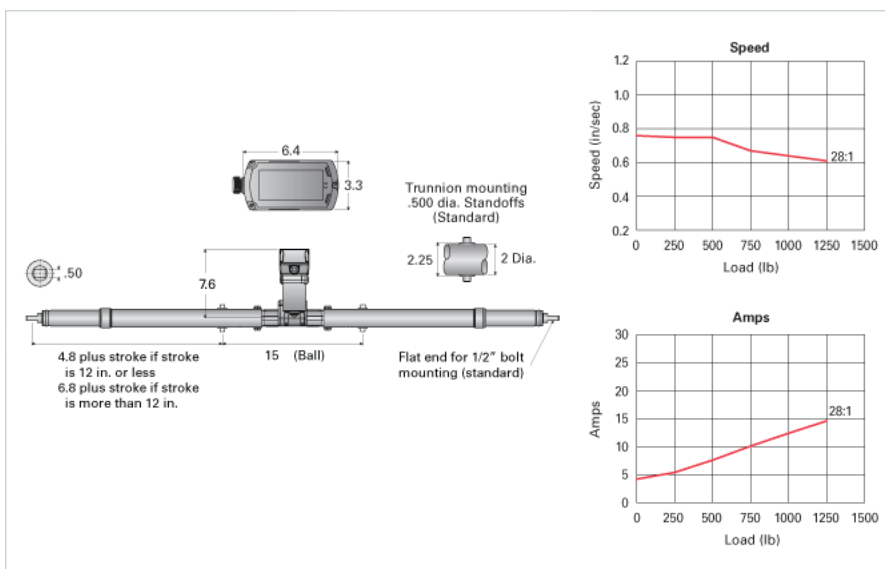 6.4
3.3
Trunnion mounting
.500 dia. Standoffs
(Standard)
2.25
2 Dia.
.50
7.6
4.8 plus stroke if stroke
is 12 in. or less
6.8 plus stroke if stroke
is more than 12 in.
15 (Ball)
Flat end for 1/2" bolt
mounting (standard)
Speed
1.2
1.0
0.8
0.6
0.4
0.2
Speed (in/sec)
28:1
0 250 500 750 1000 1250 1500
Load (lb)
Amps
30
25
20
15
10
5
0
Amps
28:1
0 250 500 750 1000 1250 1500
Load (lb)